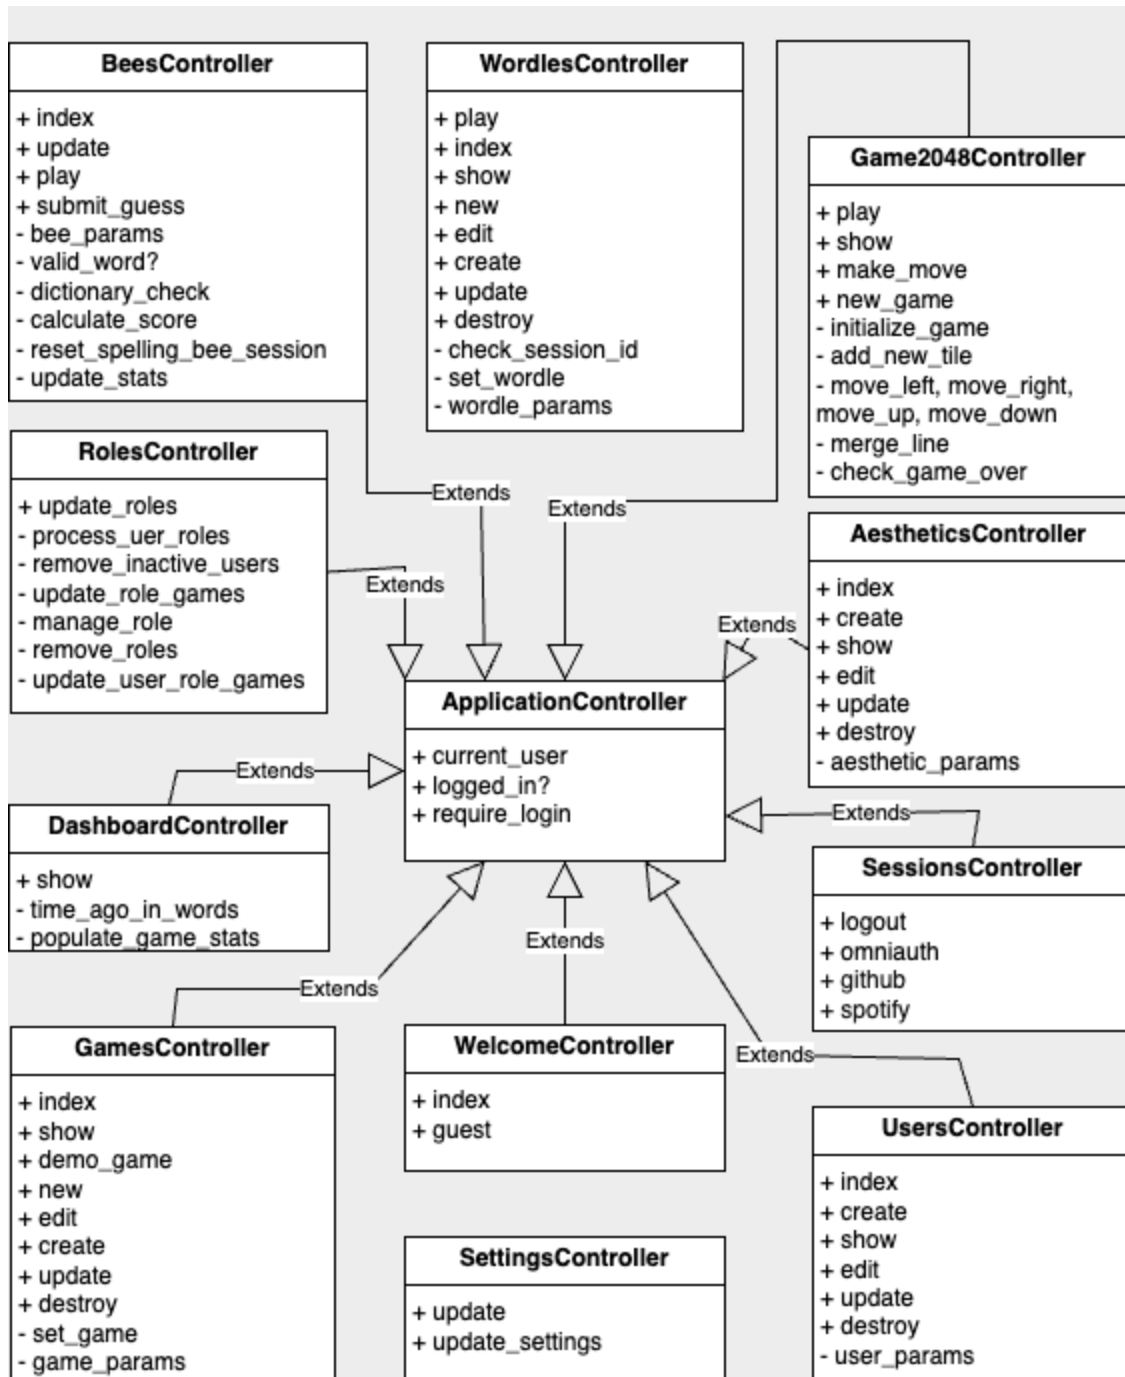 BeesController
+ index
+ update
+ play
+ submit_guess
- bee_params
- valid_word?
- dictionary_check
- calculate_score
- reset_spelling_bee_session
- update_stats
WordlesController
+ play
+ index
+ show
+ new
+ edit
+ create
+ update
+ destroy
- check_session_id
- set_wordle
- wordle_params
Game2048Controller
+ play
+ show
+ make_move
+ new_game
- initialize_game
- add_new_tile
- move_left, move_right,
move_up, move_down
- merge_line
- check_game_over
RolesController
+ update_roles
- process_uer_roles
- remove_inactive_users
- update_role_games
- manage_role
- remove_roles
- update_user_role_games
Extends
Extends
Extends
Extends
AestheticsController
+ index
+ create
+ show
+ edit
+ update
+ destroy
- aesthetic_params
ApplicationController
+ current_user
+ logged_in?
+ require_login
Extends
Extends
DashboardController
+ show
- time_ago_in_words
- populate_game_stats
SessionsController
+ logout
+ omniauth
+ github
+ spotify
Extends
Extends
Extends
GamesController
+ index
+ show
+ demo_game
+ new
+ edit
+ create
+ update
+ destroy
- set_game
- game_params
WelcomeController
+ index
+ guest
SettingsController
+ update
+ update_settings
UsersController
+ index
+ create
+ show
+ edit
+ update
+ destroy
- user_params